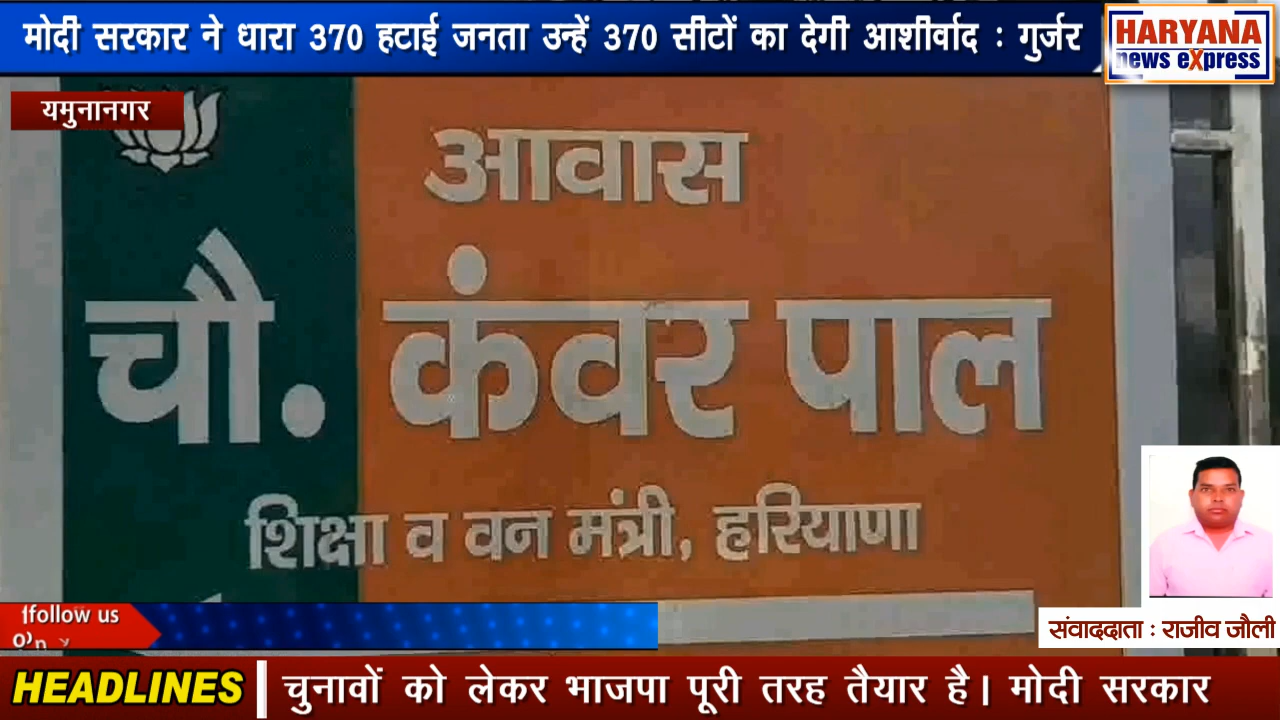 मोदी सरकार ने धारा 370 हटाई जनता उन्हें 370 सीटों का देगी आशीर्वाद : गुर्जर
HARYANA
news eXpress
यमुनानगर
आवास
चौ. कंवर पाल
शिक्षा व वन मंत्री, हरियाणा
follow us
संवाददाता : राजीव जौली
HEADLINES
चुनावों को लेकर भाजपा पूरी तरह तैयार है। मोदी सरकार